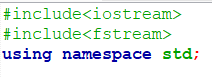 #include<iostream>
#include<fstream>
using namespace std;